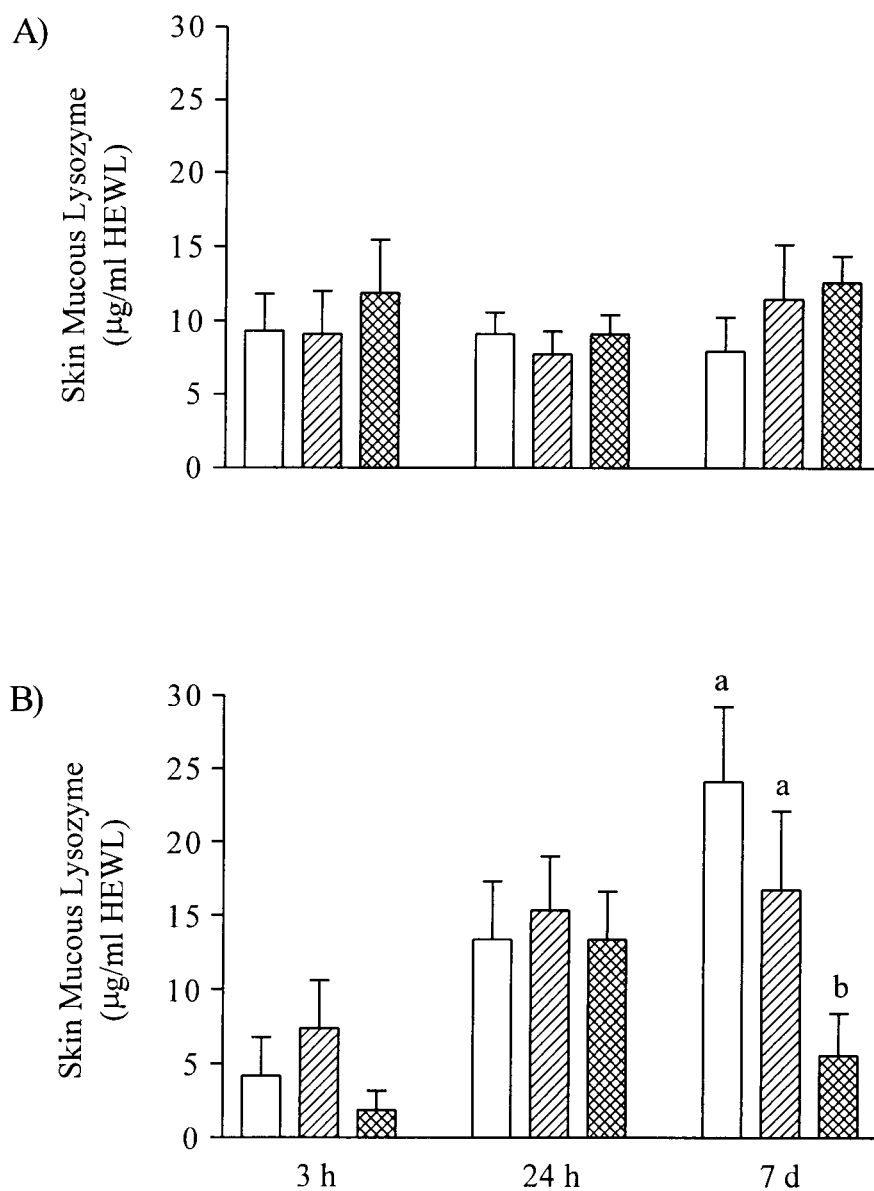 A)
Skin Mucous Lysozyme
(µg/ml HEWL)
30
25
20
15
10
5
0
B)
Skin Mucous Lysozyme
(µg/ml HEWL)
30
25
20
15
10
5
0
a
a
b
3 h
24 h
7 d